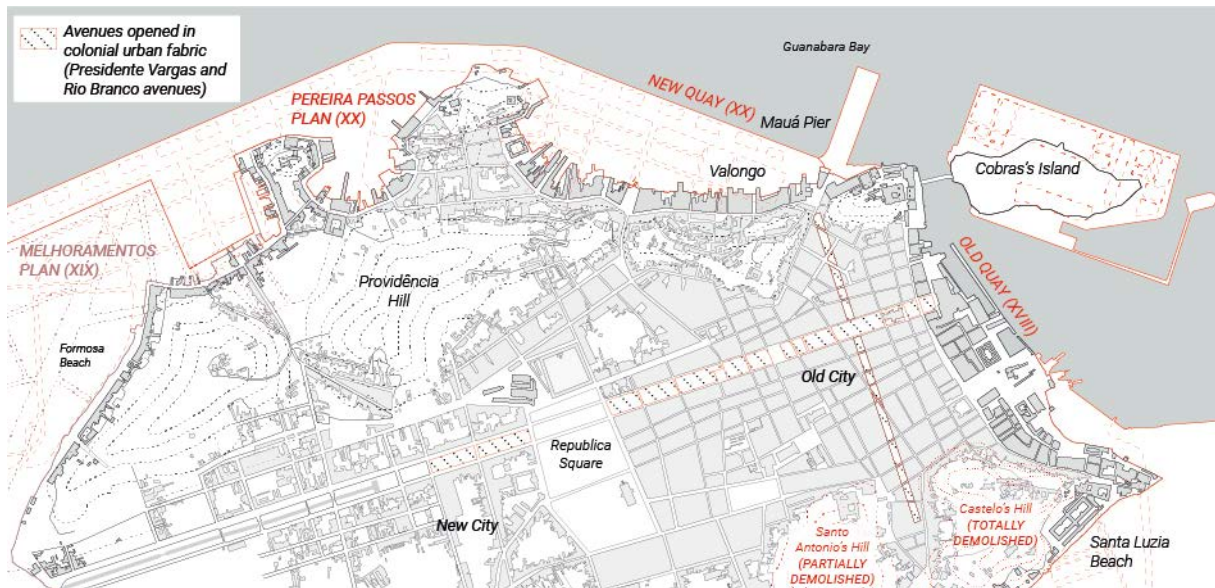 Avenues opened in
colonial urban fabric
(Presidente Vargas and
Rio Branco avenues)
Guanabara Bay
PEREIRA PASSOS
PLAN (XX)
NEW QUAY (XX)
Mauá Pier
Valongo
Cobras's Island
MELHORAMENTOS
PLAN (XIX)
Providência
Hill
OLD QUAY (XVIII)
Formosa
Beach
Old City
Republica
Square
New City
Santo
Antonio's Hill
(PARTIALLY
DEMOLISHED)
Castelo's Hill
(TOTALLY
DEMOLISHED)
Santa Luzia
Beach